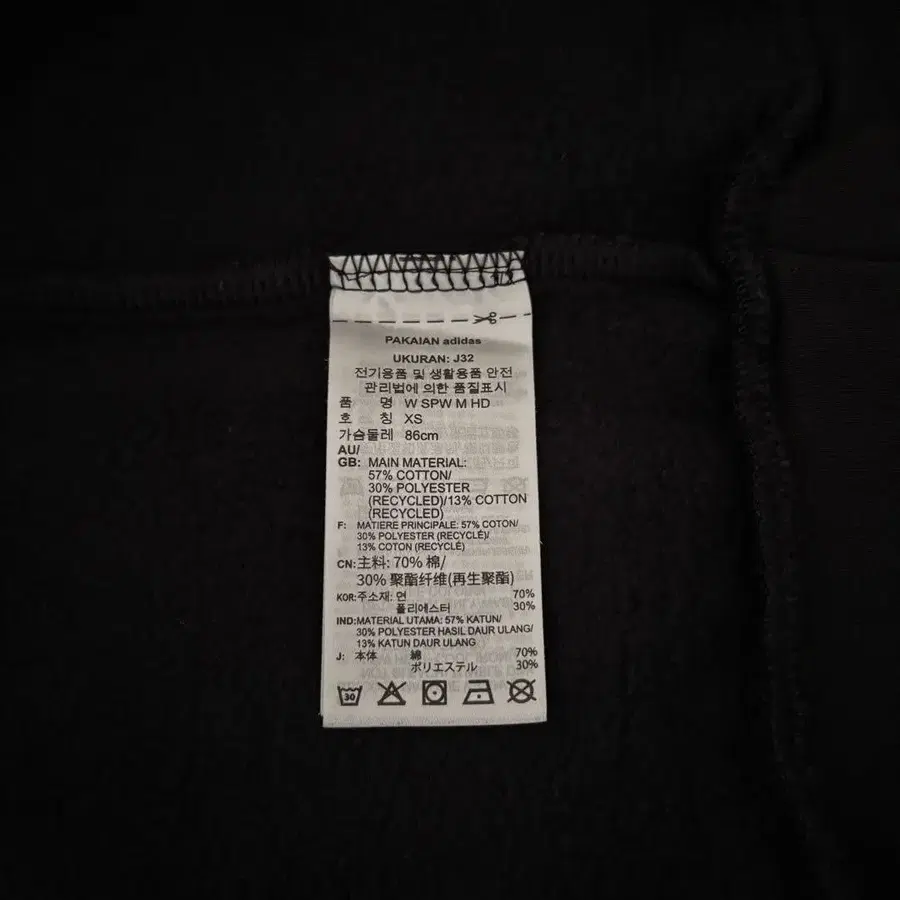 PAKAIAN adidas
UKURAN: J32
전기용품 및 생활용품 안전
관리법에 의한 품질표시
품 명 W SPW M HD
호 칭 XS
가슴둘레 86cm
AU/
GB: MAIN MATERIAL:
57% COTTON/
30% POLYESTER
(RECYCLED)/13% COTTON
(RECYCLED)
F: MATIÈRE PRINCIPALE: 57% COTON/
30% POLYESTER (RECYCLÉ)/
13% COTON (RECYCLÉ)
CN: 主料: 70% 棉/
30% 聚酯纤维(再生聚酯)
KOR: 주소재: 면 70%
폴리에스터 30%
IND: MATERIAL UTAMA: 57% KATUN/
30% POLYESTER HASIL DAUR ULANG/
13% KATUN DAUR ULANG
J: 本体 綿 70%
ポリエステル 30%
30